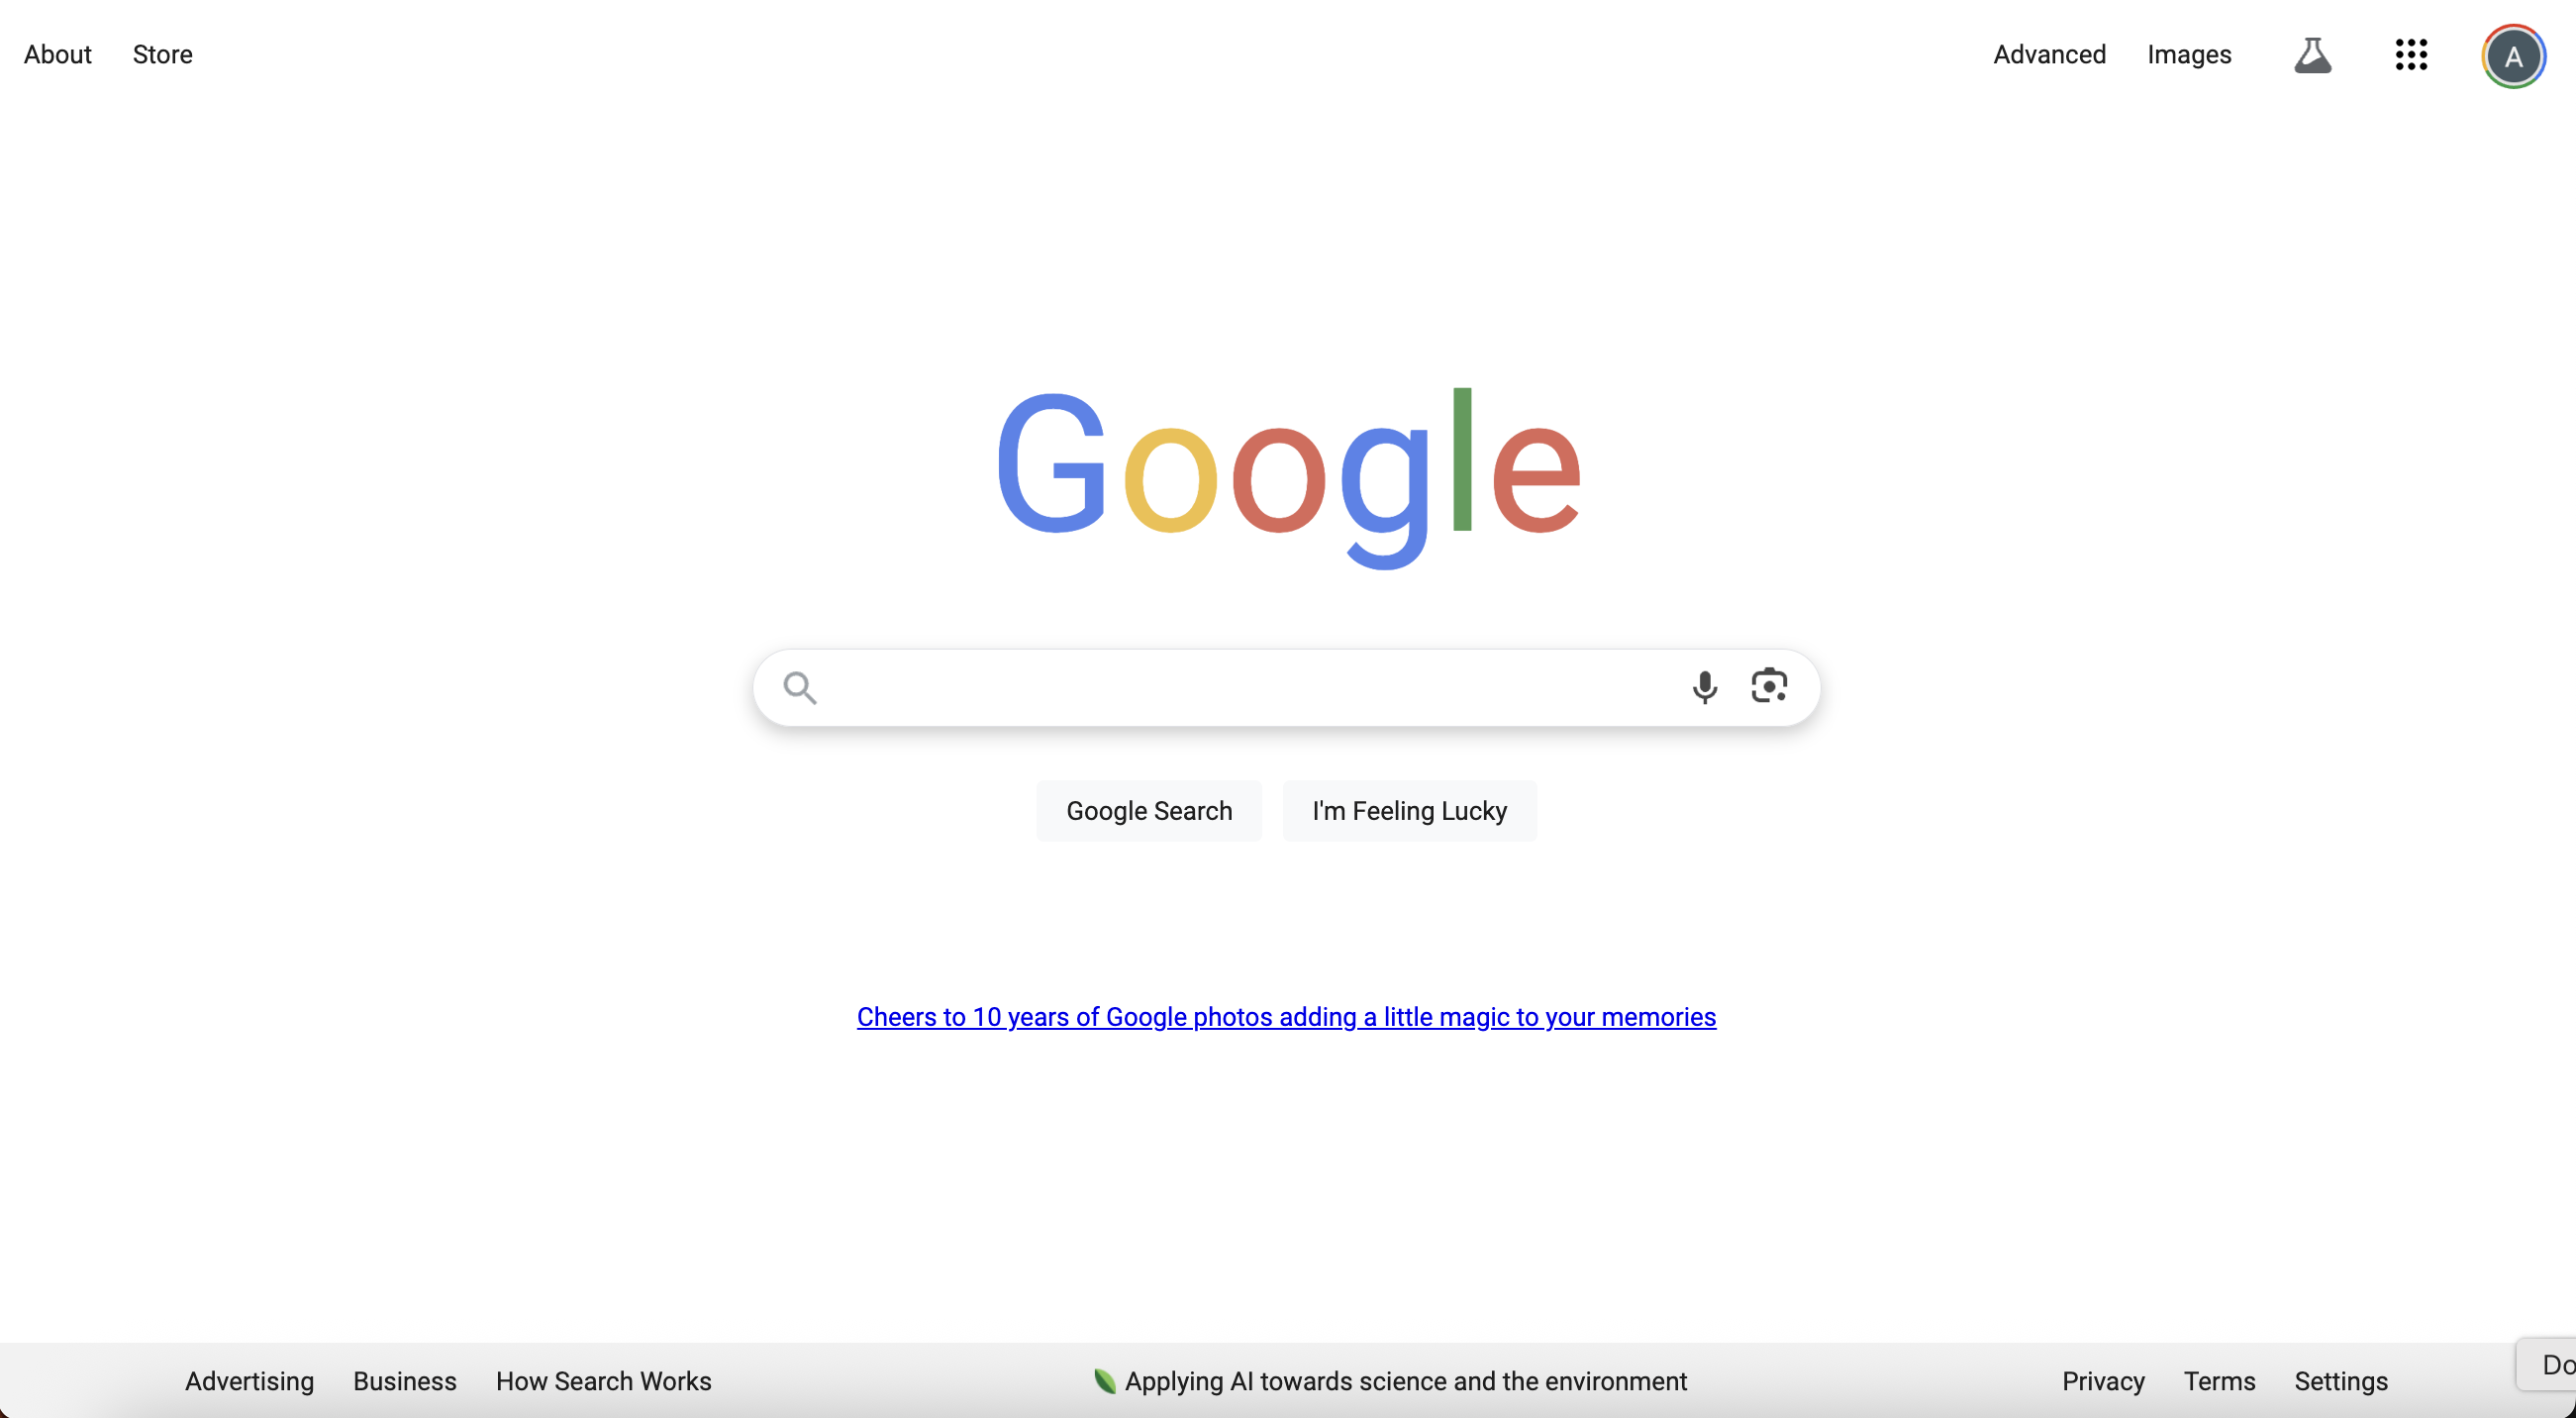 About Store Advanced Images A
Google
Google Search I'm Feeling Lucky
Cheers to 10 years of Google photos adding a little magic to your memories
Advertising Business How Search Works Applying AI towards science and the environment Privacy Terms Settings